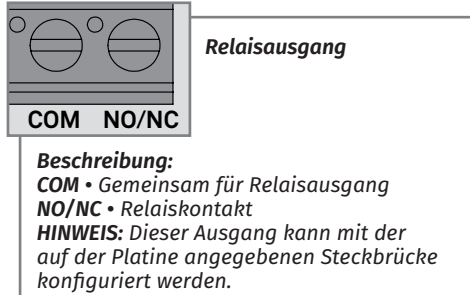 Relaisausgang
COM NO/NC
Beschreibung:
COM • Gemeinsam für Relaisausgang
NO/NC • Relaiskontakt
HINWEIS: Dieser Ausgang kann mit der
auf der Platine angegebenen Steckbrücke
konfiguriert werden.